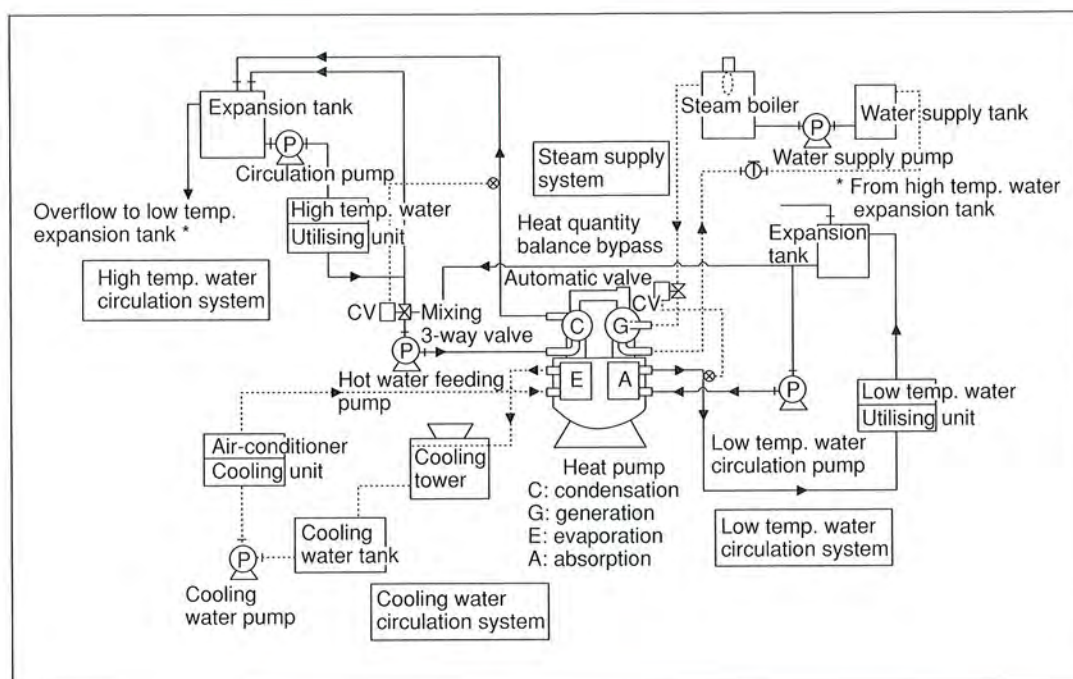 Expansion tank
P
Circulation pump
Overflow to low temp.
expansion tank *
High temp. water
Utilising unit
High temp. water
circulation system
Steam supply
system
Steam boiler
P
Water supply tank
Water supply pump
* From high temp. water
expansion tank
Heat quantity
balance bypass
Expansion
tank
Automatic valve
CV
CV
Mixing
3-way valve
P
Hot water feeding
pump
C
G
E
A
P
Low temp. water
Utilising unit
Low temp. water
circulation pump
Air-conditioner
Cooling unit
Cooling
tower
Heat pump
C: condensation
G: generation
E: evaporation
A: absorption
Low temp. water
circulation system
P
Cooling
water tank
Cooling
water pump
Cooling water
circulation system